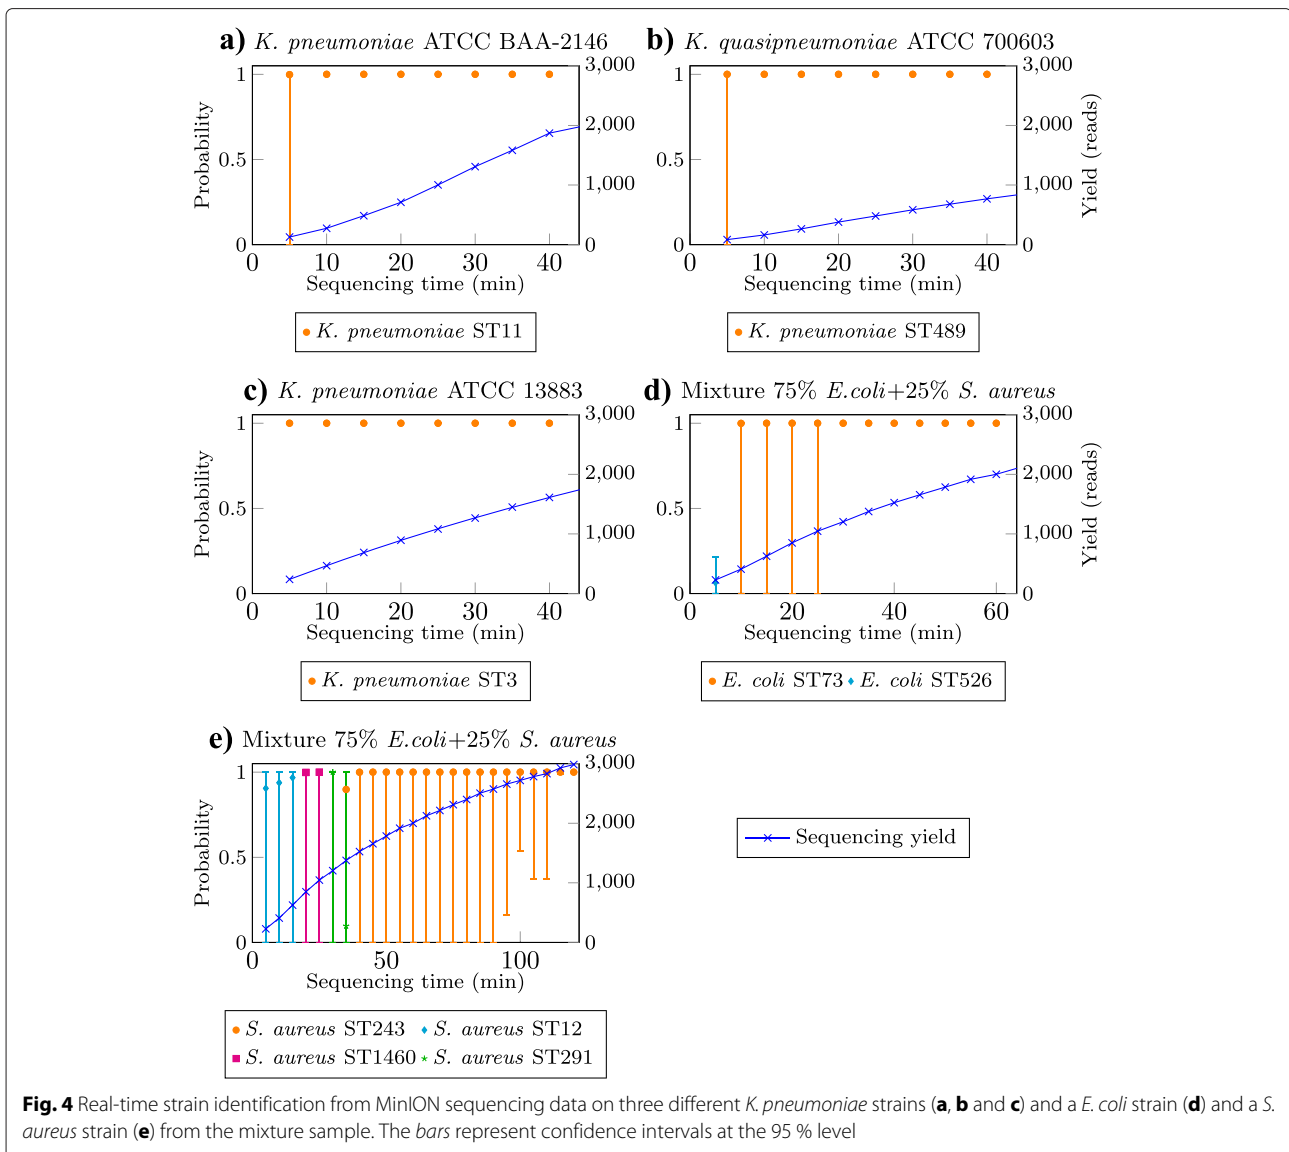 a) K. pneumoniae ATCC BAA-2146
1
0.5
0
Probability
3,000
2,000
1,000
0
0 10 20 30 40
Sequencing time (min)
K. pneumoniae ST11
b) K. quasipneumoniae ATCC 700603
1
0.5
0
3,000
2,000
1,000
0
Yield (reads)
0 10 20 30 40
Sequencing time (min)
K. pneumoniae ST489
c) K. pneumoniae ATCC 13883
1
0.5
0
Probability
3,000
2,000
1,000
0
0 10 20 30 40
Sequencing time (min)
K. pneumoniae ST3
d) Mixture 75% E.coli+25% S. aureus
1
0.5
0
3,000
2,000
1,000
0
Yield (reads)
0 20 40 60
Sequencing time (min)
E. coli ST73 E. coli ST526
e) Mixture 75% E.coli+25% S. aureus
1
0.5
0
Probability
3,000
2,000
1,000
0
0 50 100
Sequencing time (min)
S. aureus ST243 S. aureus ST12
S. aureus ST1460 S. aureus ST291
Sequencing yield
Fig. 4 Real-time strain identification from MinION sequencing data on three different K. pneumoniae strains (a, b and c) and a E. coli strain (d) and a S.
aureus strain (e) from the mixture sample. The bars represent confidence intervals at the 95 % level